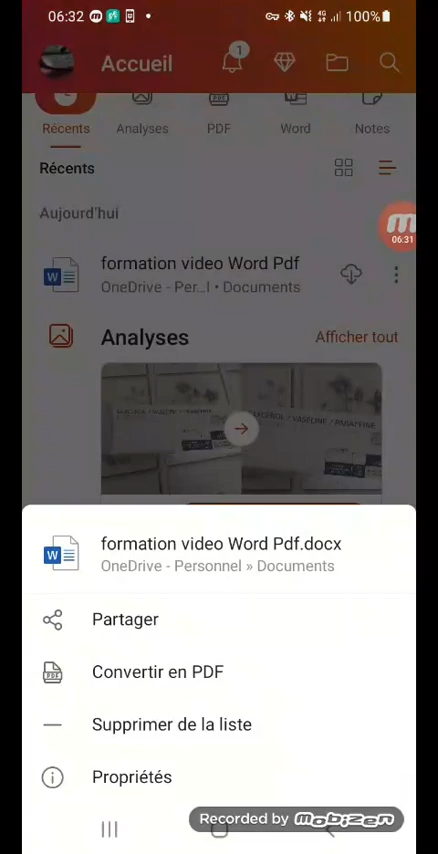 06:32
4G
100%
Accueil
1
Récents
Analyses
PDF
Word
Notes
Récents
Aujourd'hui
06:31
W
formation video Word Pdf
OneDrive - Per...l • Documents
Analyses
Afficher tout
W
formation video Word Pdf.docx
OneDrive - Personnel » Documents
Partager
PDF
Convertir en PDF
Supprimer de la liste
Propriétés
Recorded by mobizen